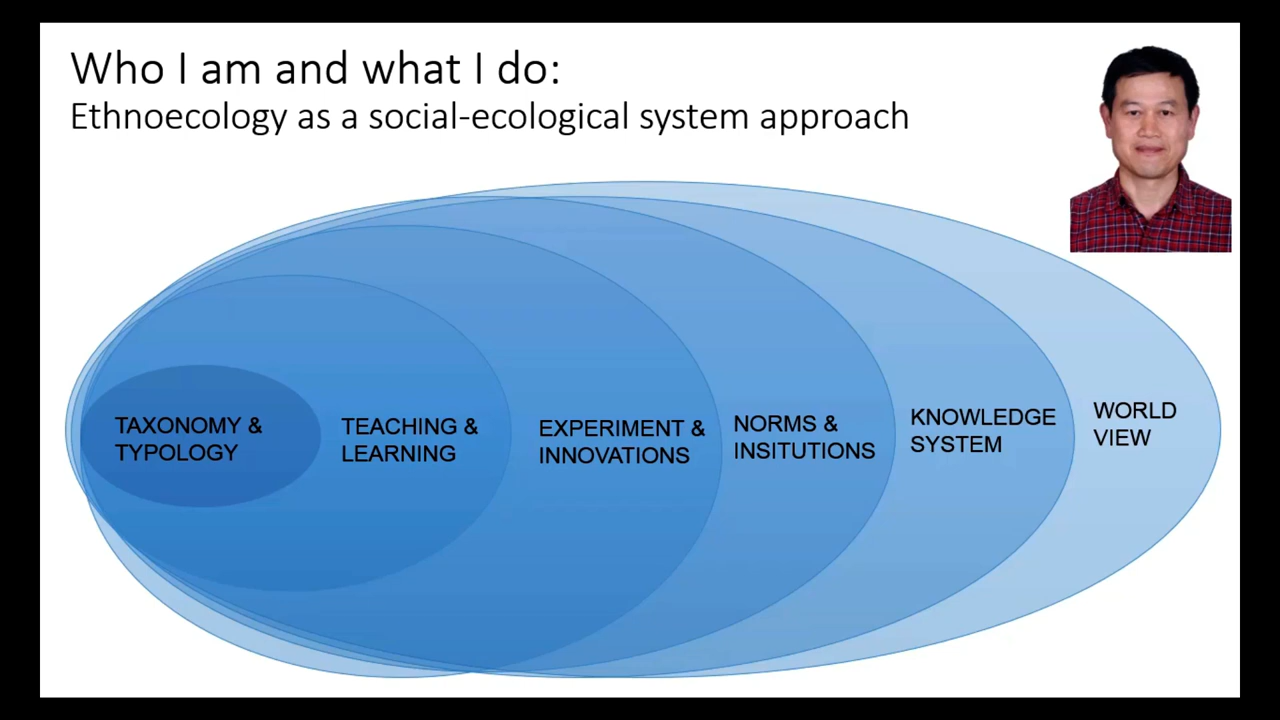 Who I am and what I do:
Ethnoecology as a social-ecological system approach
TAXONOMY &
TYPOLOGY
TEACHING &
LEARNING
EXPERIMENT &
INNOVATIONS
NORMS &
INSITUTIONS
KNOWLEDGE
SYSTEM
WORLD
VIEW